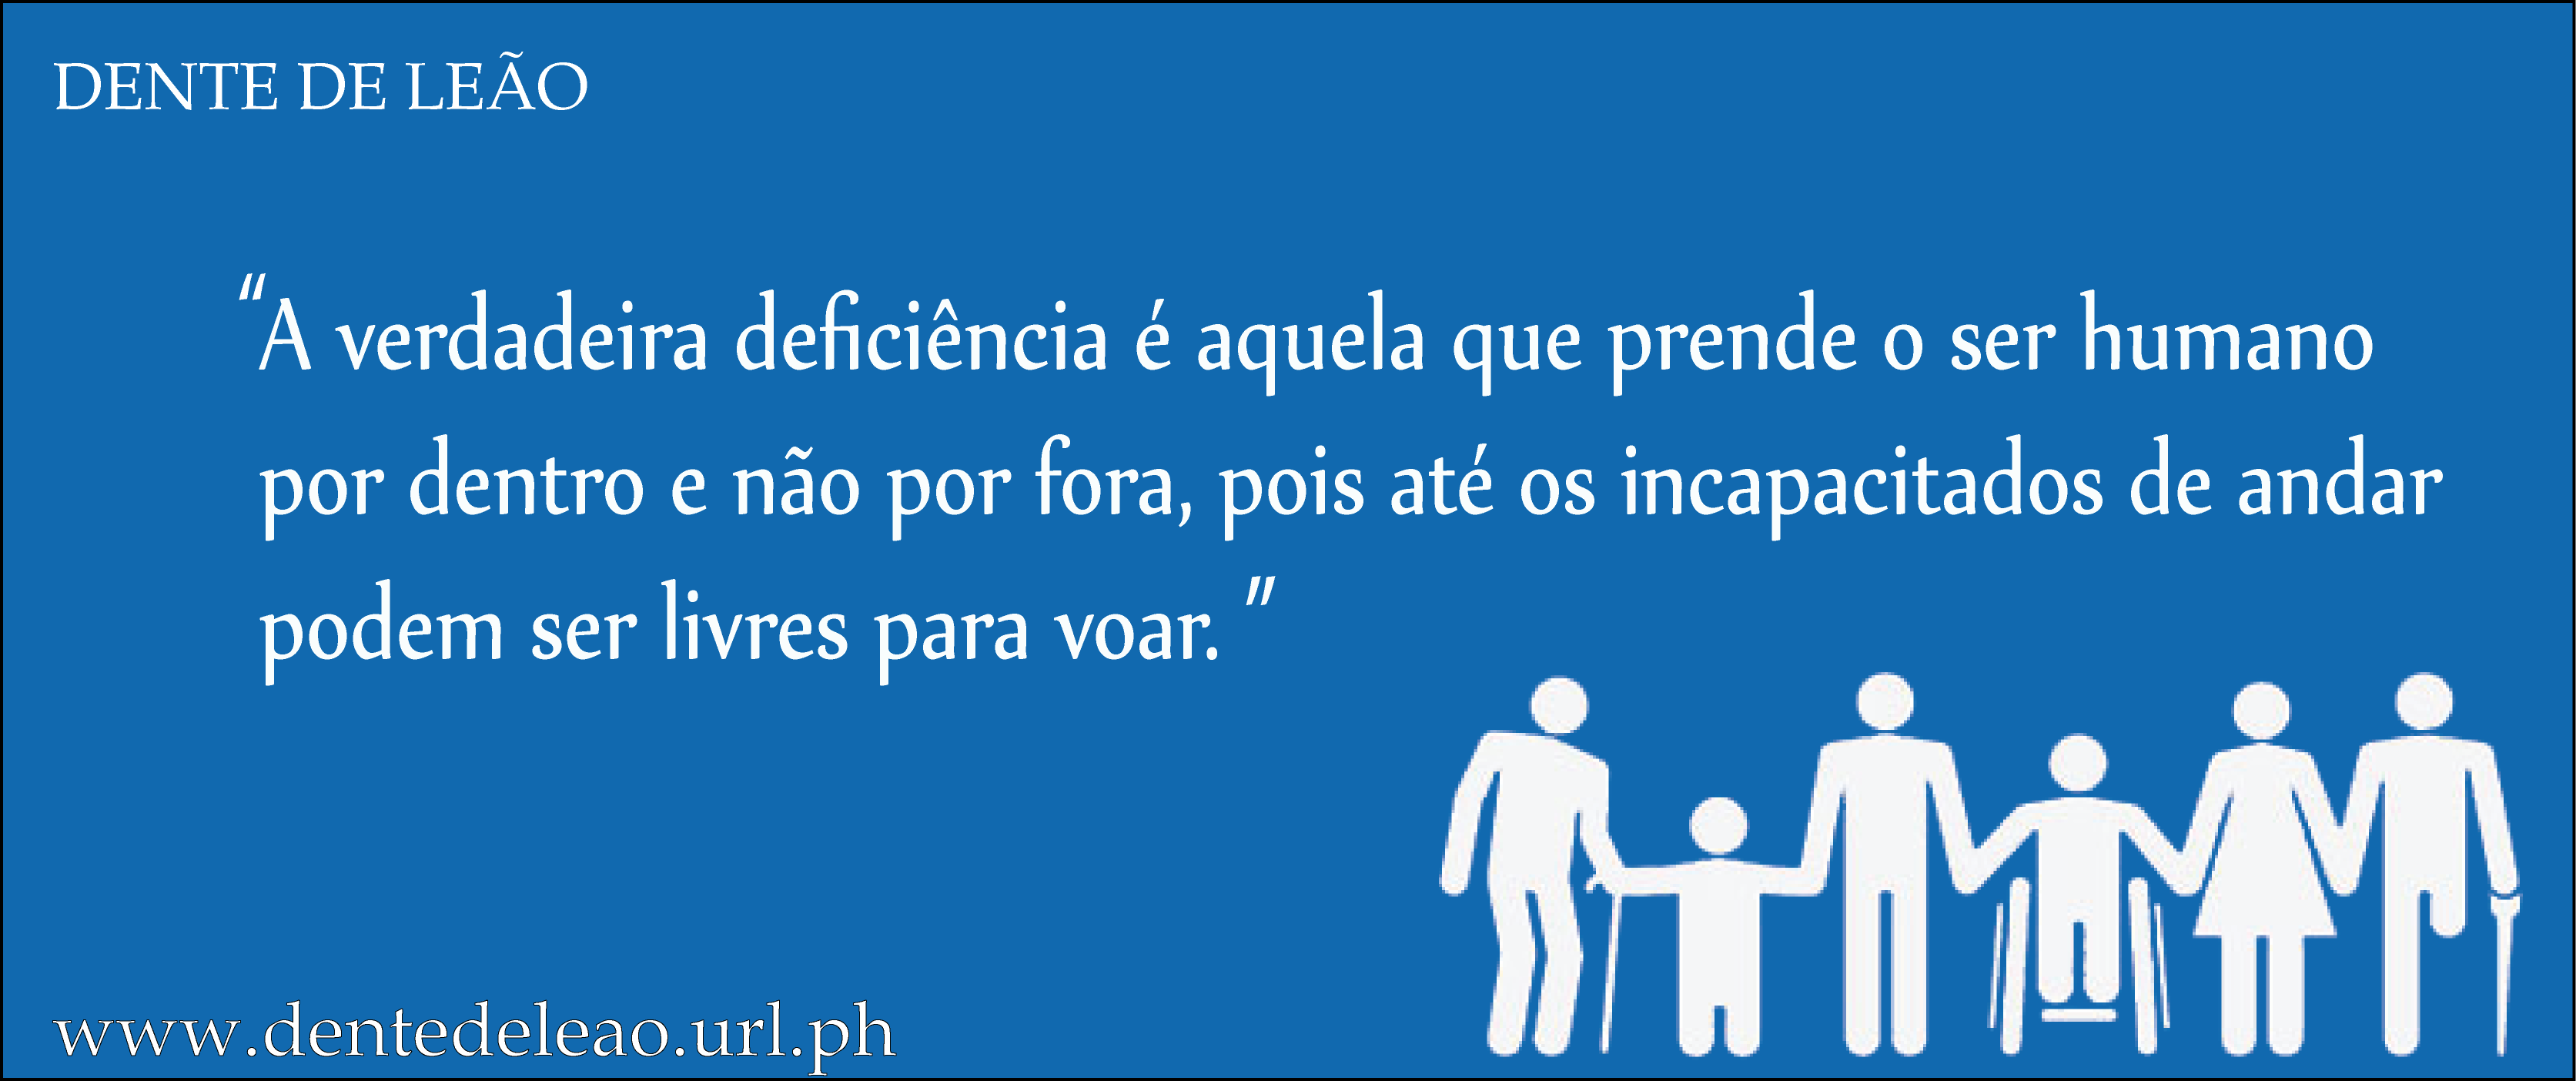 DENTE DE LEÃO
“A verdadeira deficiência é aquela que prende o ser humano
por dentro e não por fora, pois até os incapacitados de andar
podem ser livres para voar. ”
www.dentedeleao.url.ph